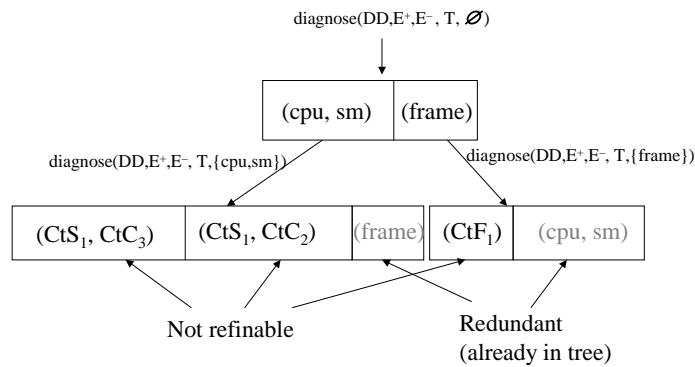 diagnose(DD,E⁺,E⁻, T, Ø)
(cpu, sm) (frame)
diagnose(DD,E⁺,E⁻, T,{cpu,sm}) diagnose(DD,E⁺,E⁻, T,{frame})
(CtS₁, CtC₃) (CtS₁, CtC₂) (frame) (CtF₁) (cpu, sm)
Not refinable Redundant
(already in tree)